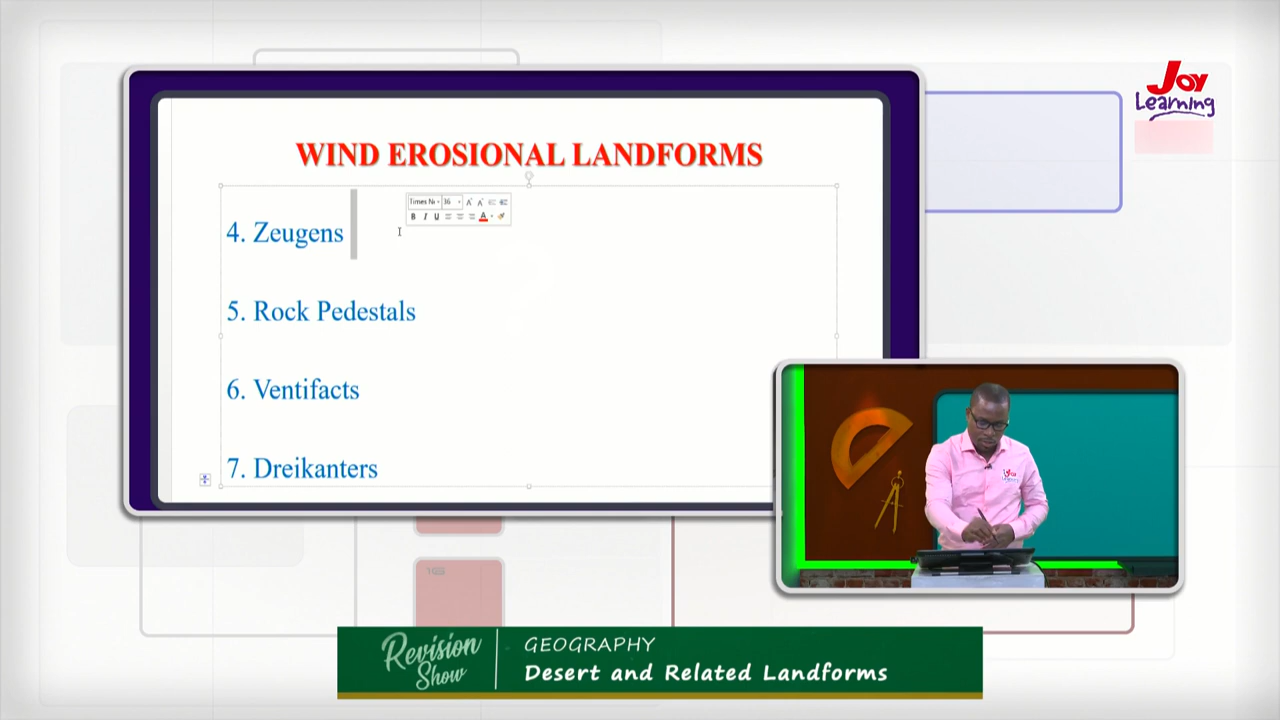 Joy
Learning
WIND EROSIONAL LANDFORMS
4. Zeugens
5. Rock Pedestals
6. Ventifacts
7. Dreikanters
Revision
Show
GEOGRAPHY
Desert and Related Landforms